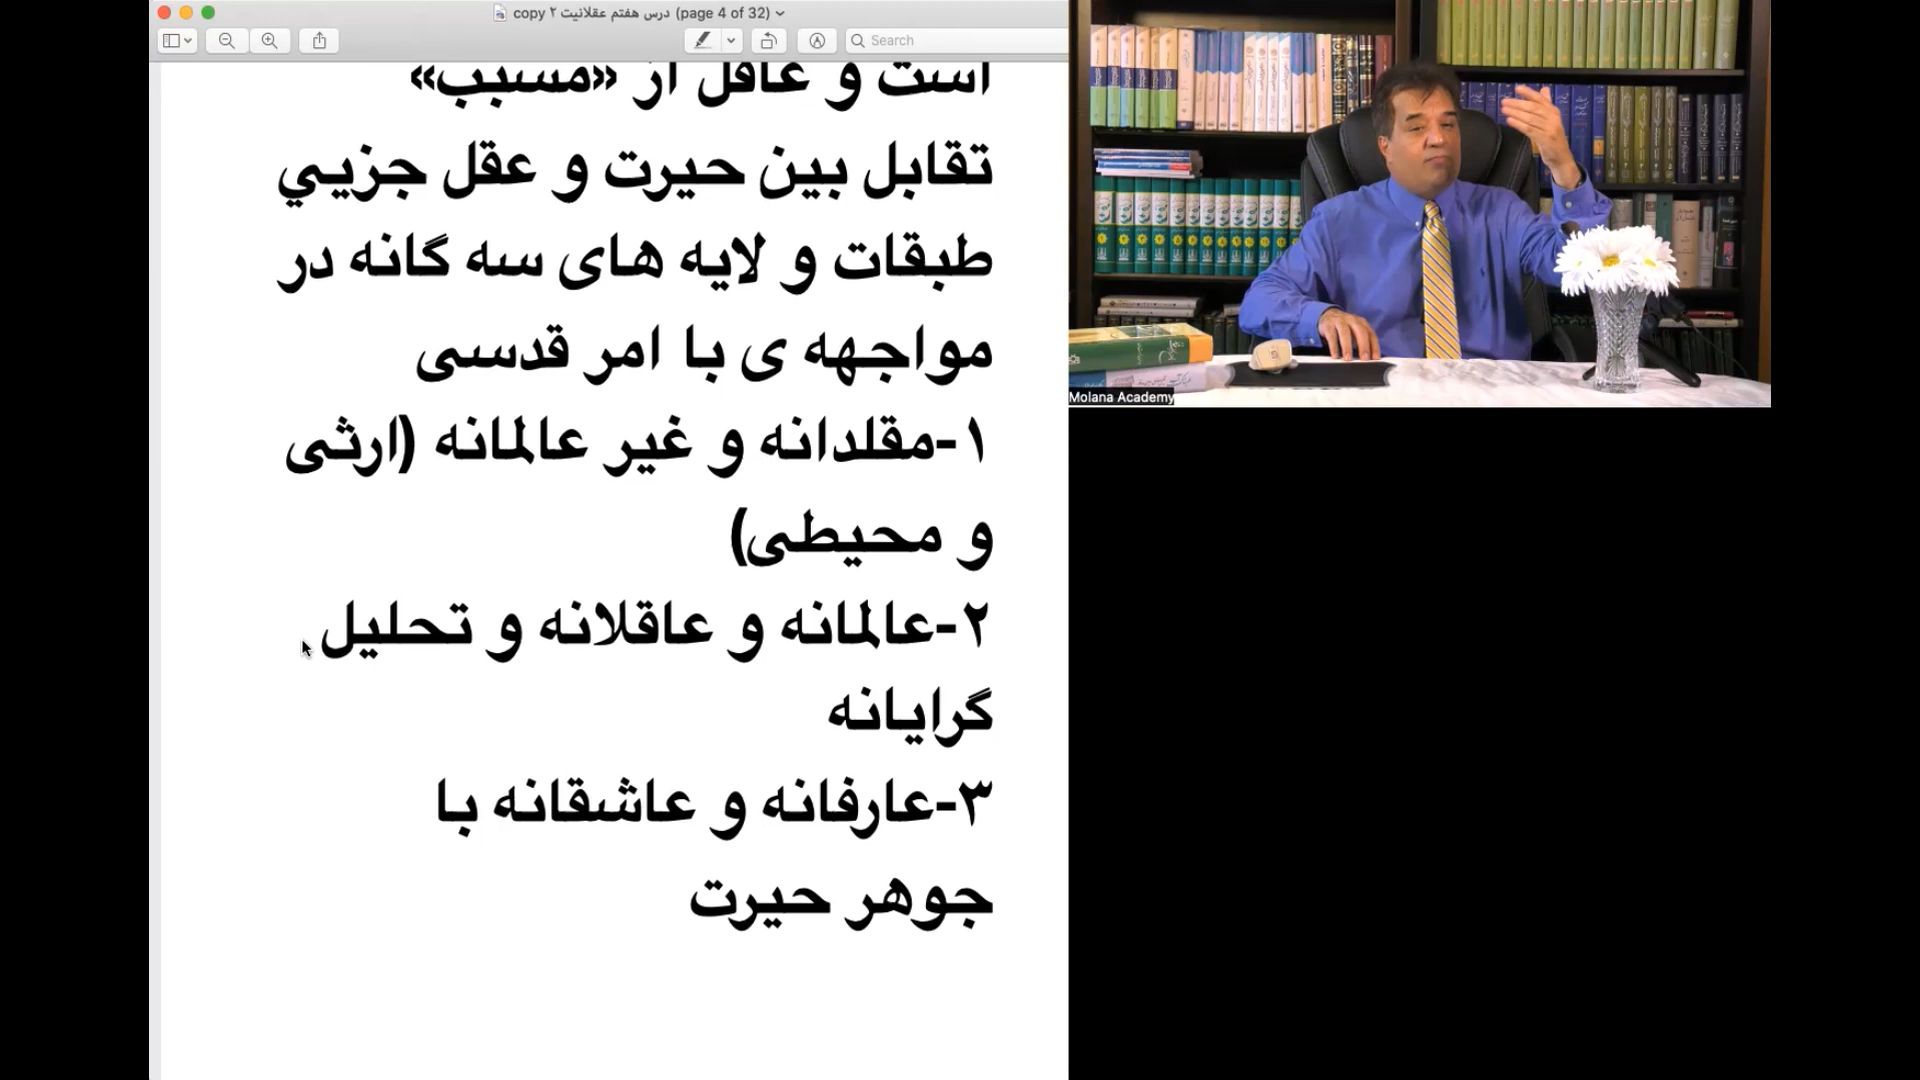 درس هفتم عقلانیت ۲ copy (page 4 of 32)
Search
است و غافل از «مسبب»
تقابل بین حیرت و عقل جزیي
طبقات و لایه های سه گانه در
مواجهه ی با امر قدسی
۱-مقلدانه و غیر عالمانه (ارثی
و محیطی)
۲-عالمانه و عاقلانه و تحلیل
گرایانه
۳-عارفانه و عاشقانه با
جوهر حیرت
Molana Academy